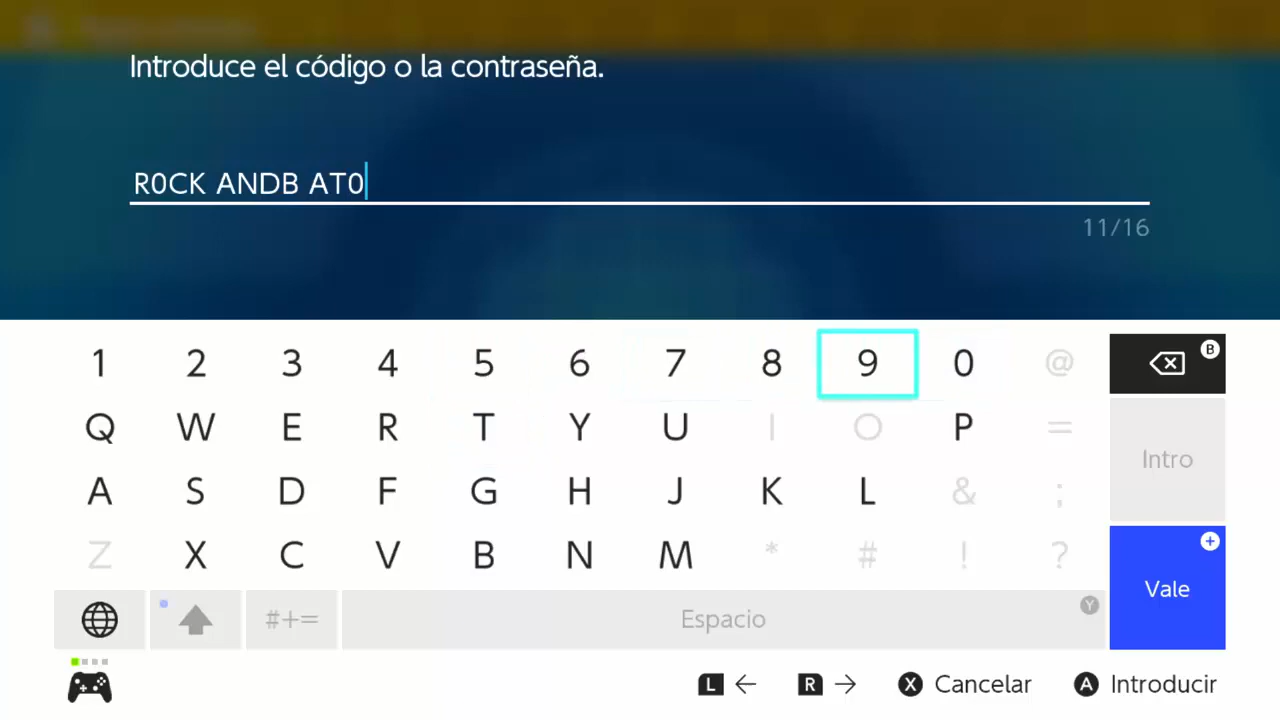 Introduce el código o la contraseña.
R0CK ANDB AT0
11/16
1 2 3 4 5 6 7 8 9 0 @ B
Q W E R T Y U I O P =
Intro
A S D F G H J K L & ;
Z X C V B N M * # ! ? +
Vale
#+= Espacio Y
L ← R → X Cancelar A Introducir